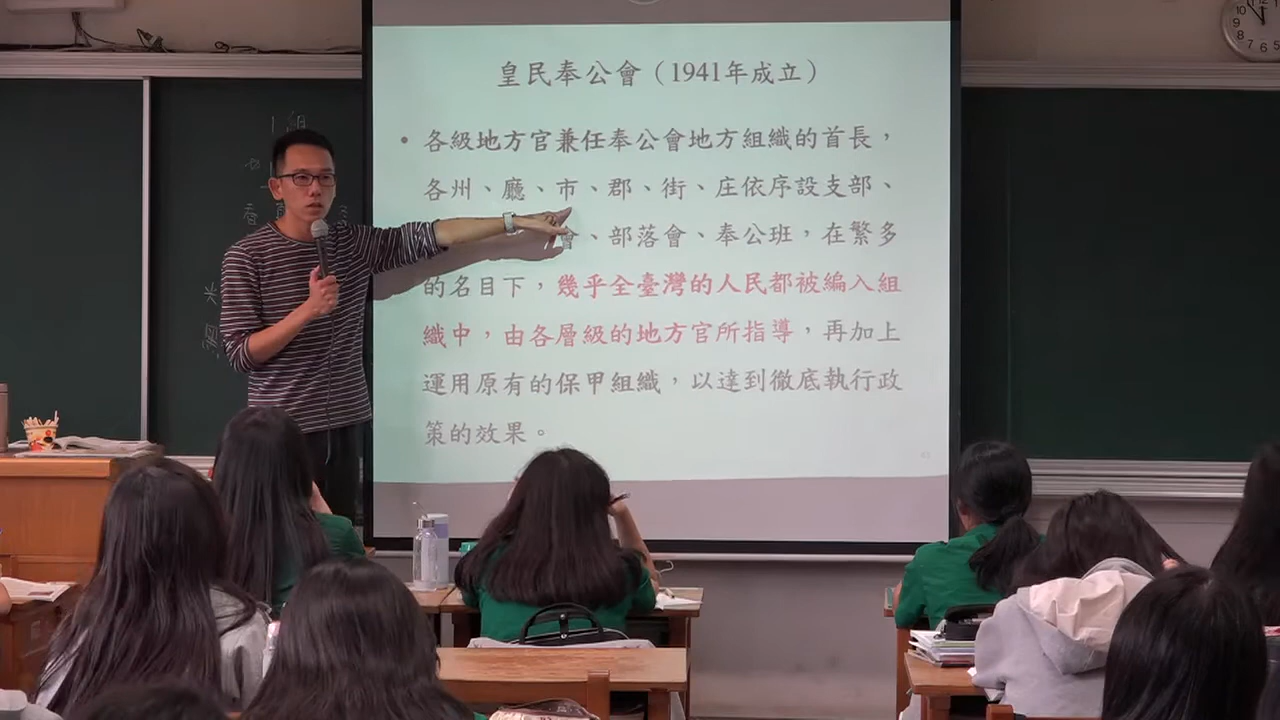 皇民奉公會（1941年成立）
• 各級地方官兼任奉公會地方組織的首長，
各州、廳、市、郡、街、庄依序設支部、
會、部落會、奉公班，在繁多
的名目下，幾乎全臺灣的人民都被編入組
織中，由各層級的地方官所指導，再加上
運用原有的保甲組織，以達到徹底執行政
策的效果。